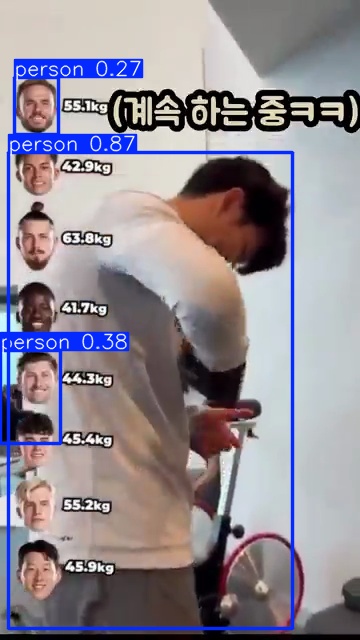 person 0.27
55.1kg
(계속 하는 중ㅋㅋ)
person 0.87
42.9kg
63.8kg
41.7kg
person 0.38
44.3kg
45.4kg
55.2kg
45.9kg